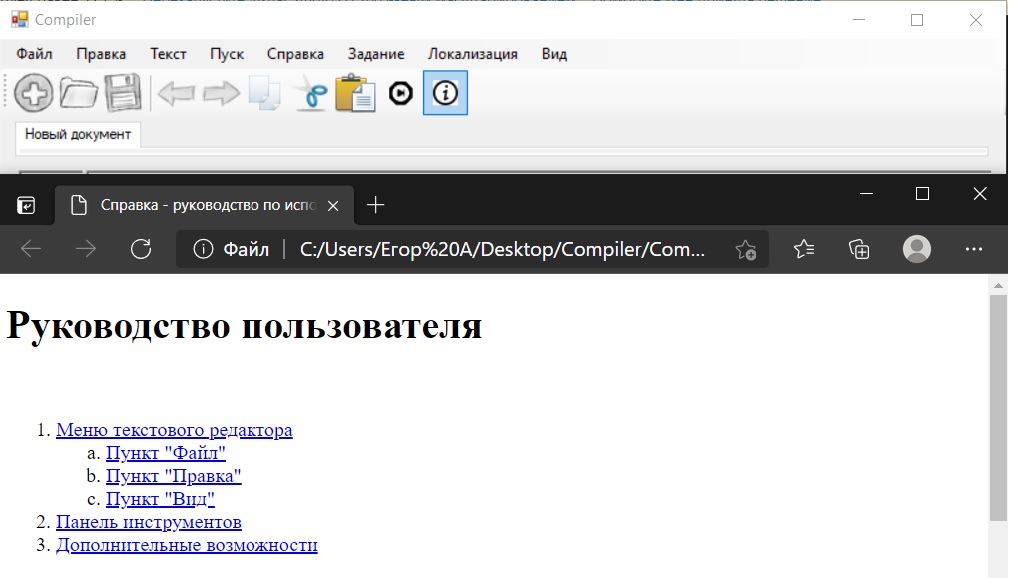 Compiler
Файл Правка Текст Пуск Справка Задание Локализация Вид
Новый документ
Справка - руководство по испо
Файл | C:/Users/Егор%20A/Desktop/Compiler/Com...
Руководство пользователя
1. Меню текстового редактора
a. Пункт "Файл"
b. Пункт "Правка"
c. Пункт "Вид"
2. Панель инструментов
3. Дополнительные возможности